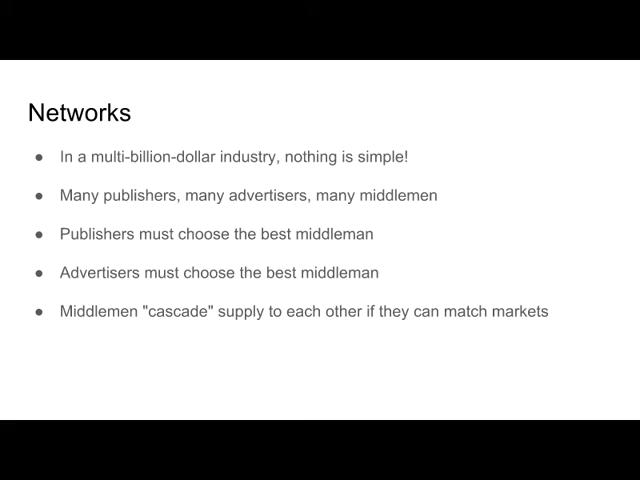 Networks
● In a multi-billion-dollar industry, nothing is simple!
● Many publishers, many advertisers, many middlemen
● Publishers must choose the best middleman
● Advertisers must choose the best middleman
● Middlemen "cascade" supply to each other if they can match markets